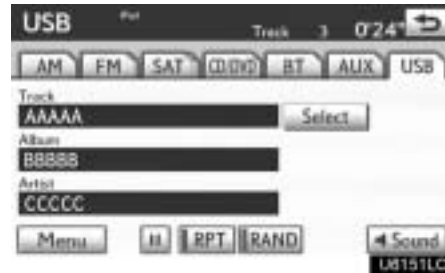 USB
Track 3 0'24"
AM FM SAT CD/DVD BT AUX USB
Track
AAAAA
Select
Album
BBBBB
Artist
CCCCC
Menu II RPT RAND Sound
U8151LC